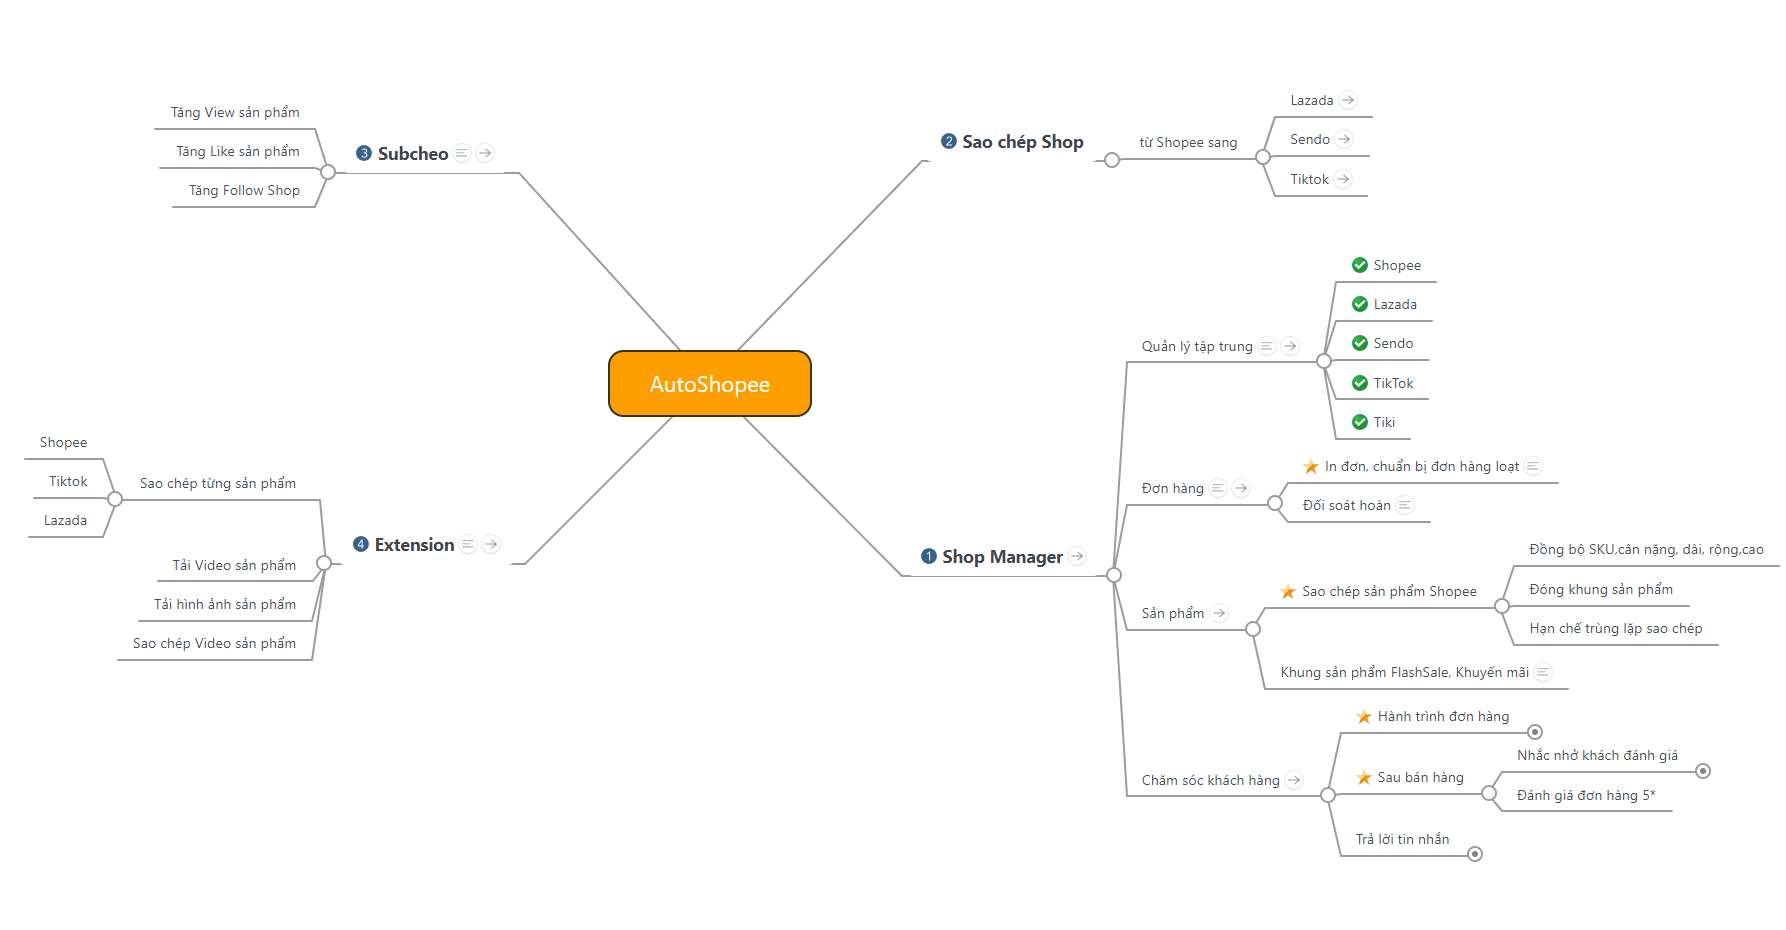 AutoShopee
1 Shop Manager
Quản lý tập trung
Shopee
Lazada
Sendo
TikTok
Tiki
Đơn hàng
In đơn, chuẩn bị đơn hàng loạt
Đối soát hoàn
Sản phẩm
Sao chép sản phẩm Shopee
Đồng bộ SKU,cân nặng, dài, rộng,cao
Đóng khung sản phẩm
Hạn chế trùng lặp sao chép
Khung sản phẩm FlashSale, Khuyến mãi
Chăm sóc khách hàng
Hành trình đơn hàng
Sau bán hàng
Nhắc nhở khách đánh giá
Đánh giá đơn hàng 5*
Trả lời tin nhắn
2 Sao chép Shop
từ Shopee sang
Lazada
Sendo
Tiktok
3 Subcheo
Tăng View sản phẩm
Tăng Like sản phẩm
Tăng Follow Shop
4 Extension
Sao chép từng sản phẩm
Shopee
Tiktok
Lazada
Tải Video sản phẩm
Tải hình ảnh sản phẩm
Sao chép Video sản phẩm